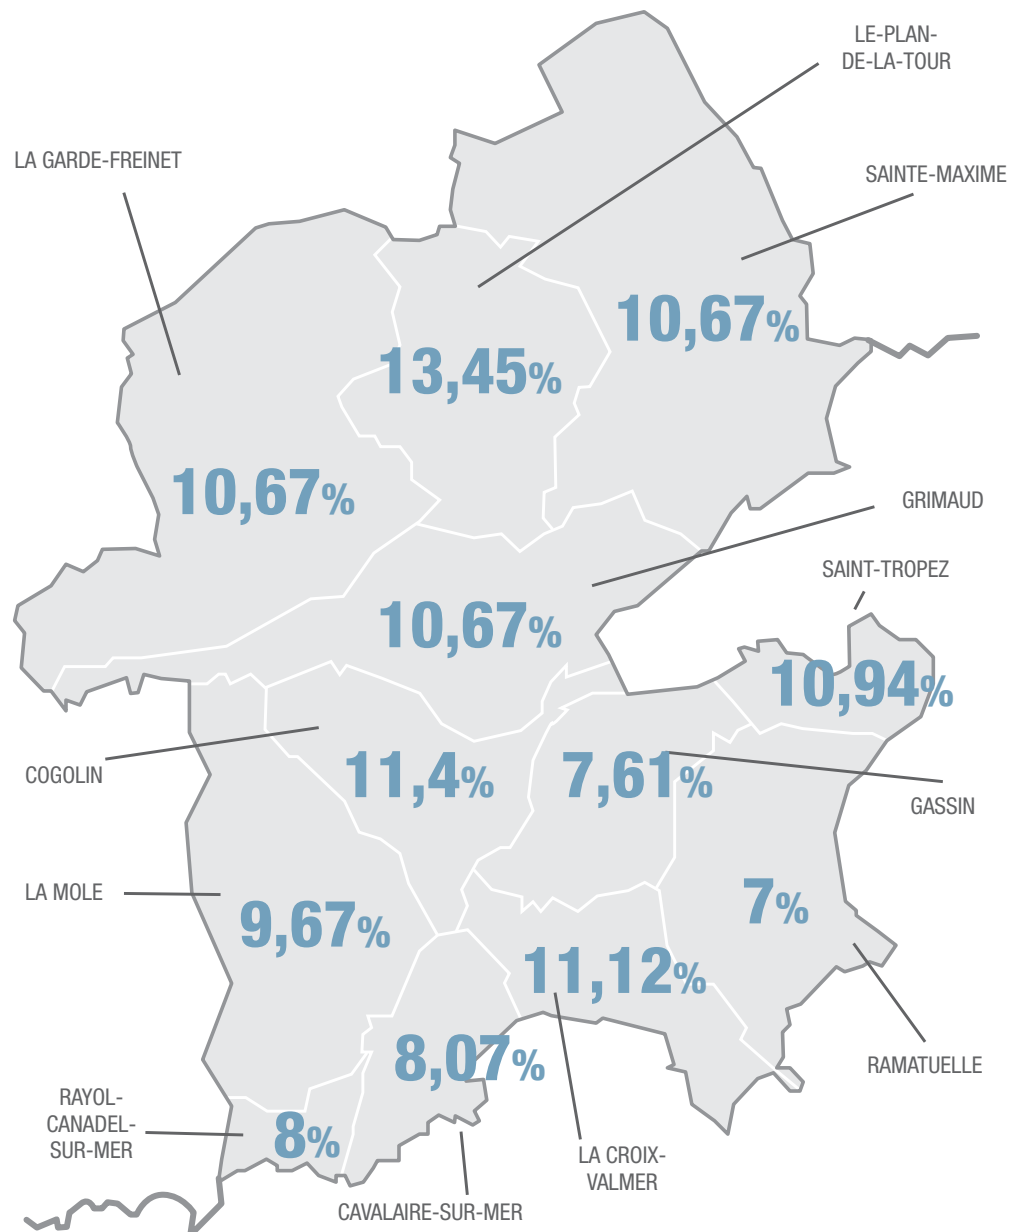 LE-PLAN-
DE-LA-TOUR
LA GARDE-FREINET
SAINTE-MAXIME
10,67%
13,45%
10,67%
GRIMAUD
SAINT-TROPEZ
10,67%
10,94%
COGOLIN
11,4%
7,61%
GASSIN
LA MOLE
7%
9,67%
11,12%
8,07%
RAMATUELLE
RAYOL-
CANADEL-
SUR-MER
8%
LA CROIX-
VALMER
CAVALAIRE-SUR-MER